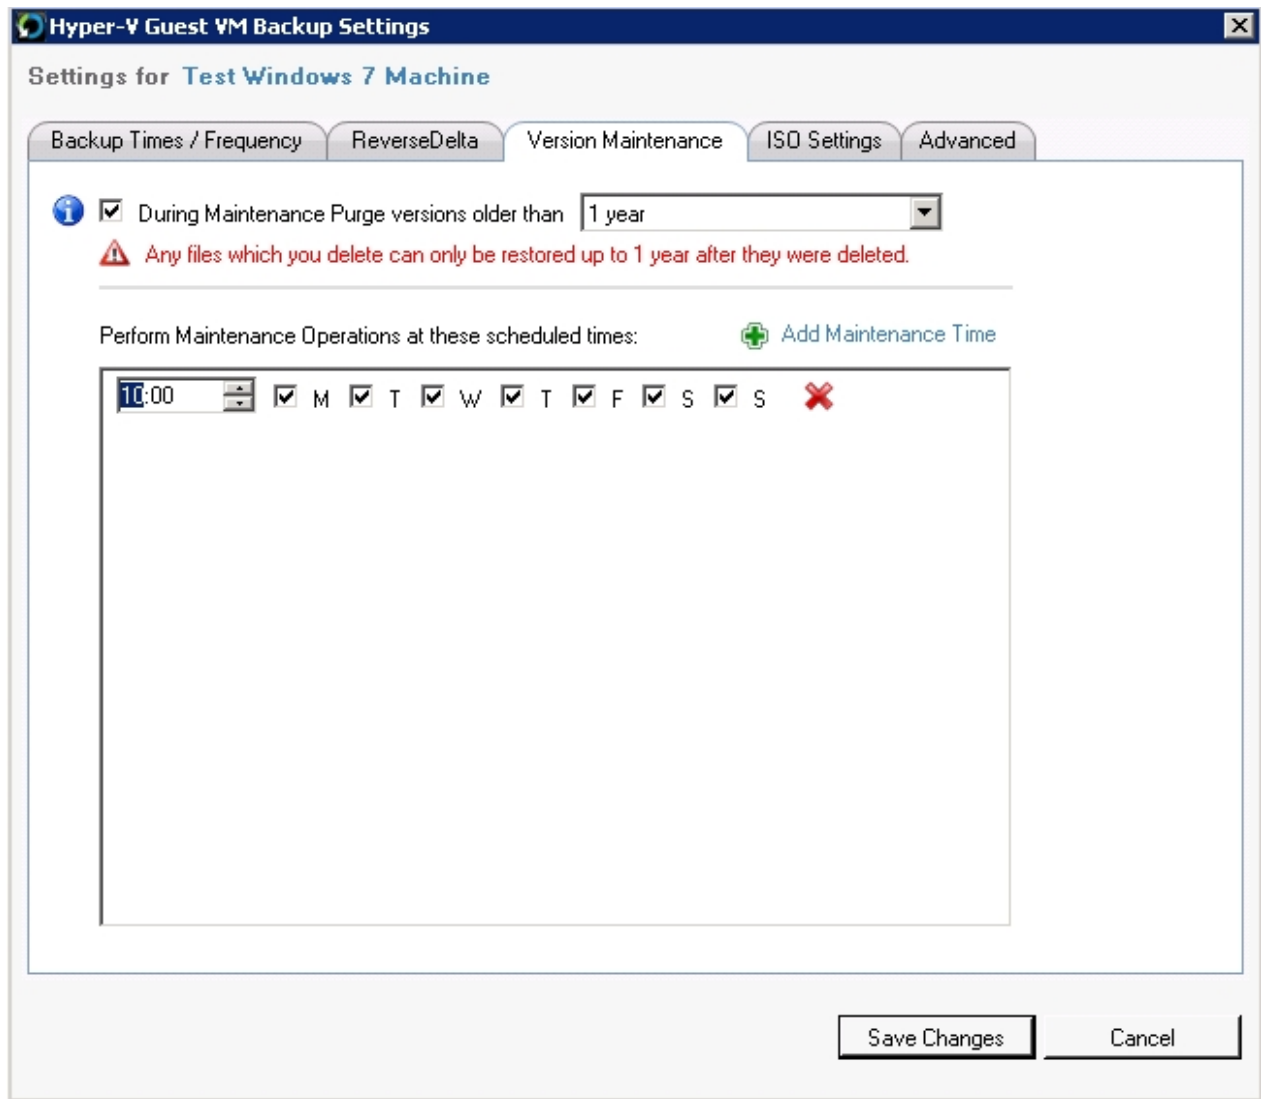 Hyper-V Guest VM Backup Settings
Settings for Test Windows 7 Machine
Backup Times / Frequency ReverseDelta Version Maintenance ISO Settings Advanced
During Maintenance Purge versions older than 1 year
Any files which you delete can only be restored up to 1 year after they were deleted.
Perform Maintenance Operations at these scheduled times: Add Maintenance Time
10:00 M T W T F S S
Save Changes Cancel